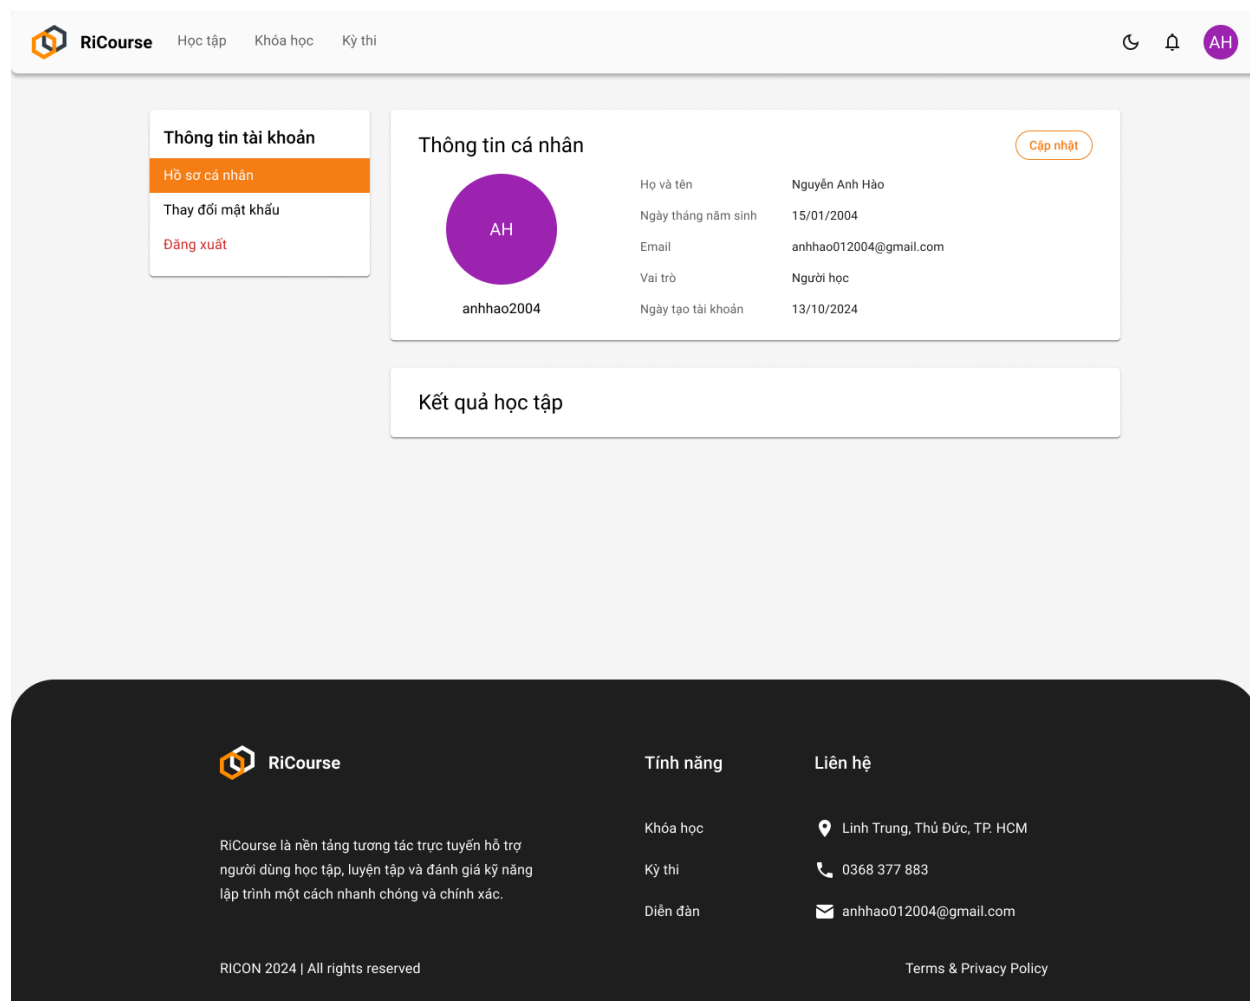 RiCourse Học tập Khóa học Kỳ thi AH
Thông tin tài khoản
Hồ sơ cá nhân
Thay đổi mật khẩu
Đăng xuất
Thông tin cá nhân Cập nhật
AH
anhhao2004
Họ và tên Nguyễn Anh Hào
Ngày tháng năm sinh 15/01/2004
Email anhhao012004@gmail.com
Vai trò Người học
Ngày tạo tài khoản 13/10/2024
Kết quả học tập
RiCourse
RiCourse là nền tảng tương tác trực tuyến hỗ trợ
người dùng học tập, luyện tập và đánh giá kỹ năng
lập trình một cách nhanh chóng và chính xác.
Tính năng
Khóa học
Kỳ thi
Diễn đàn
Liên hệ
Linh Trung, Thủ Đức, TP. HCM
0368 377 883
anhhao012004@gmail.com
RICON 2024 | All rights reserved
Terms & Privacy Policy